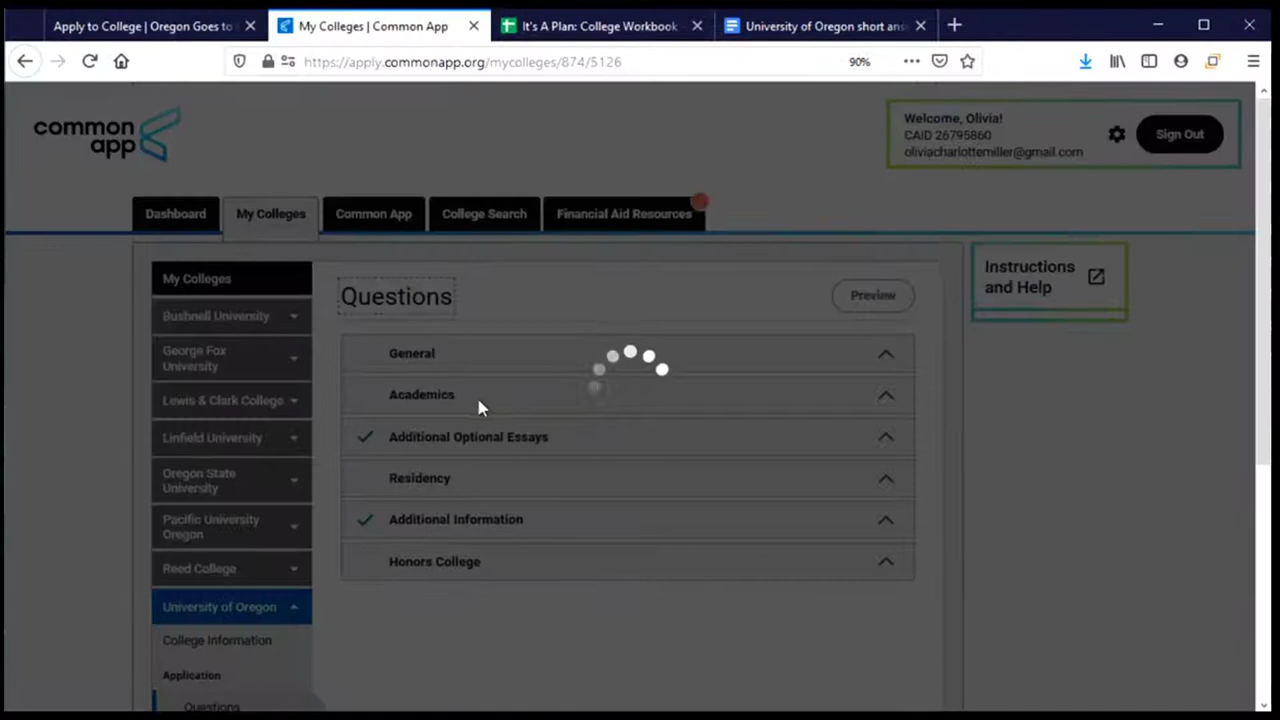 Apply to College | Oregon Goes to
My Colleges | Common App
It's A Plan: College Workbook
University of Oregon short ans
https://apply.commonapp.org/mycolleges/874/5126
90%
common
app
Welcome, Olivia!
CAID 26795860
oliviacharlottemiller@gmail.com
Sign Out
Dashboard
My Colleges
Common App
College Search
Financial Aid Resources
My Colleges
Bushnell University
George Fox
University
Lewis & Clark College
Linfield University
Oregon State
University
Pacific University
Oregon
Reed College
University of Oregon
College Information
Application
Questions
Questions
Preview
General
Academics
Additional Optional Essays
Residency
Additional Information
Honors College
Instructions
and Help